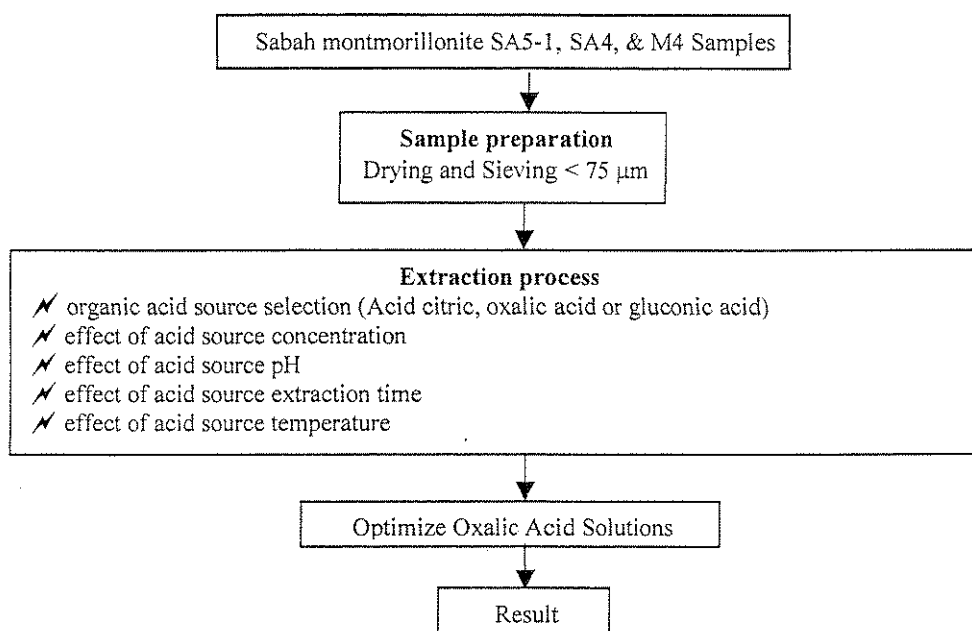 Sabah montmorillonite SA5-1, SA4, & M4 Samples
Sample preparation
Drying and Sieving < 75 μm
Extraction process
organic acid source selection (Acid citric, oxalic acid or gluconic acid)
effect of acid source concentration
effect of acid source pH
effect of acid source extraction time
effect of acid source temperature
Optimize Oxalic Acid Solutions
Result